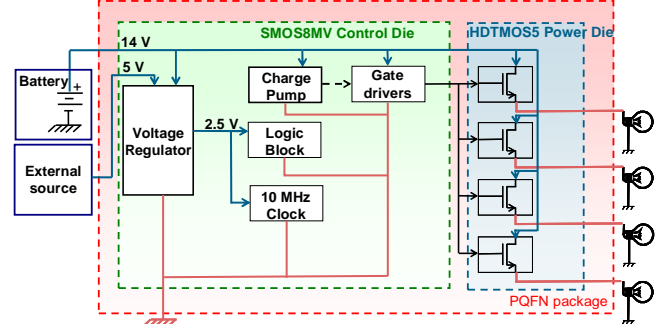 SMOS8MV Control Die
HDTMOS5 Power Die
14 V
5 V
Battery
+
Charge
Pump
Gate
drivers
Voltage
Regulator
2.5 V
Logic
Block
External
source
10 MHz
Clock
PQFN package